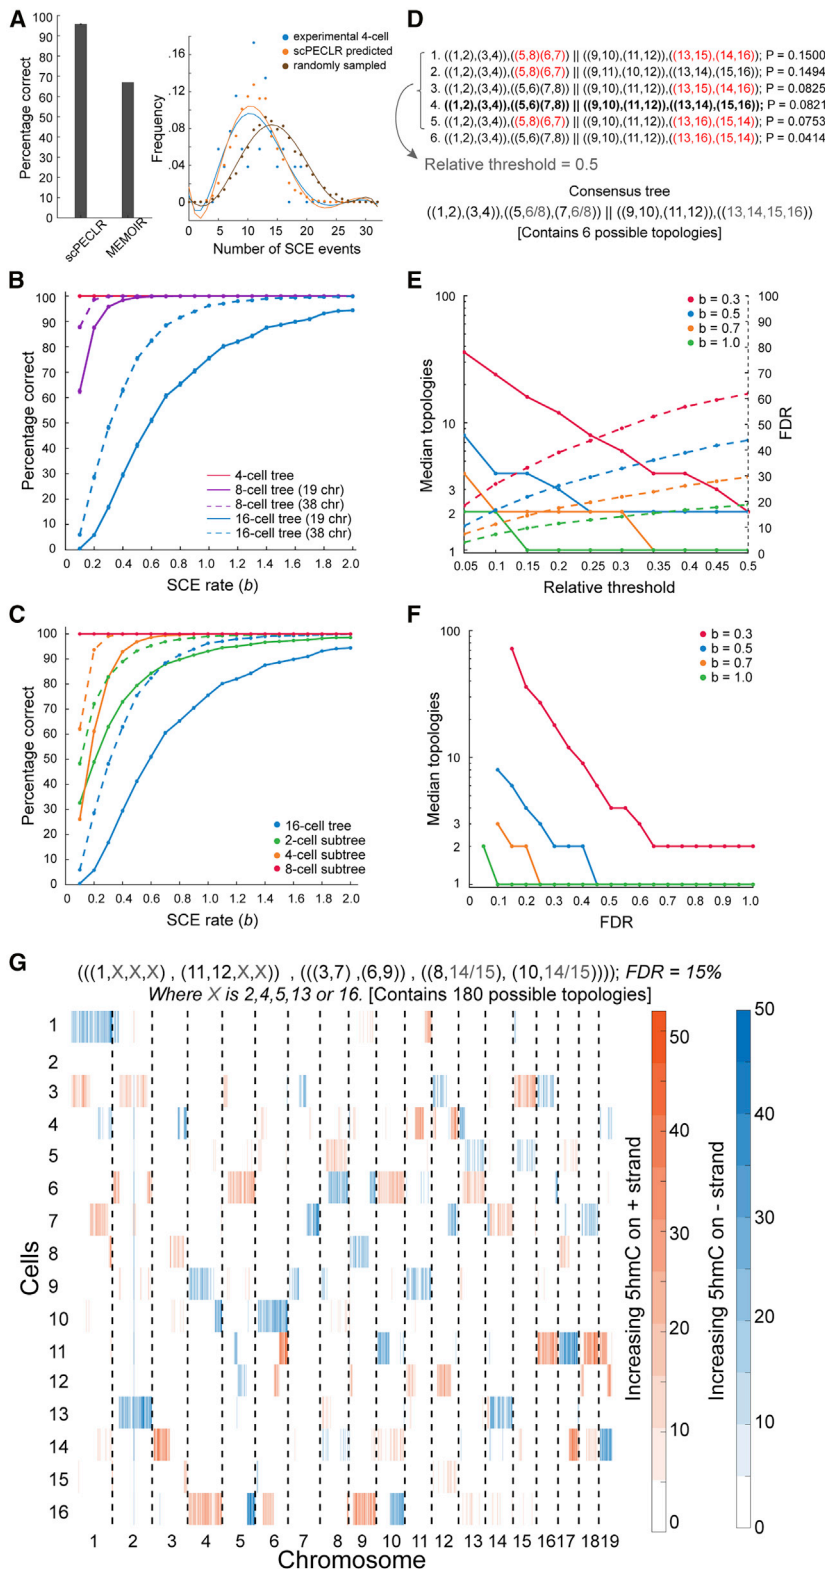 A
Percentage correct
100
90
80
70
60
50
40
30
20
10
0
scPECLR
MEMOIR
Frequency
.16
.12
.08
.04
0
0 5 10 15 20 25 30
Number of SCE events
experimental 4-cell
scPECLR predicted
randomly sampled
D
1. ((1,2),(3,4)),((5,8)(6,7)) || ((9,10),(11,12)),((13,15),(14,16)); P = 0.1500
2. ((1,2),(3,4)),((5,8)(6,7)) || ((9,11),(10,12)),((13,14),(15,16)); P = 0.1494
3. ((1,2),(3,4)),((5,6)(7,8)) || ((9,10),(11,12)),((13,15),(14,16)); P = 0.0825
4. ((1,2),(3,4)),((5,6)(7,8)) || ((9,10),(11,12)),((13,14),(15,16)); P = 0.0821
5. ((1,2),(3,4)),((5,8)(6,7)) || ((9,10),(11,12)),((13,16),(15,14)); P = 0.0753
6. ((1,2),(3,4)),((5,6)(7,8)) || ((9,10),(11,12)),((13,16),(15,14)); P = 0.0414
Relative threshold = 0.5
Consensus tree
((1,2),(3,4)),((5,6/8),(7,6/8)) || ((9,10),(11,12)),((13,14,15,16))
[Contains 6 possible topologies]
B
Percentage correct
100
90
80
70
60
50
40
30
20
10
0
0 0.2 0.4 0.6 0.8 1.0 1.2 1.4 1.6 1.8 2.0
SCE rate (b)
4-cell tree
8-cell tree (19 chr)
8-cell tree (38 chr)
16-cell tree (19 chr)
16-cell tree (38 chr)
E
Median topologies
100
10
3
2
1
0.05 0.1 0.15 0.2 0.25 0.3 0.35 0.4 0.45 0.5
Relative threshold
b = 0.3
b = 0.5
b = 0.7
b = 1.0
100
90
80
70
60
50
40
30
20
10
0
FDR
C
Percentage correct
100
90
80
70
60
50
40
30
20
10
0
0 0.2 0.4 0.6 0.8 1.0 1.2 1.4 1.6 1.8 2.0
SCE rate (b)
16-cell tree
2-cell subtree
4-cell subtree
8-cell subtree
F
Median topologies
100
10
3
2
1
0 0.1 0.2 0.3 0.4 0.5 0.6 0.7 0.8 0.9 1.0
FDR
b = 0.3
b = 0.5
b = 0.7
b = 1.0
G
(((1,X,X,X) , (11,12,X,X)) , (((3,7) ,(6,9)) , ((8,14/15), (10,14/15)))); FDR = 15%
Where X is 2,4,5,13 or 16. [Contains 180 possible topologies]
Cells
1
2
3
4
5
6
7
8
9
10
11
12
13
14
15
16
1 2 3 4 5 6 7 8 9 10 11 12 13 14 15 16 17 18 19
Chromosome
Increasing 5hmC on + strand
50
40
30
20
10
0
Increasing 5hmC on - strand
50
40
30
20
10
0